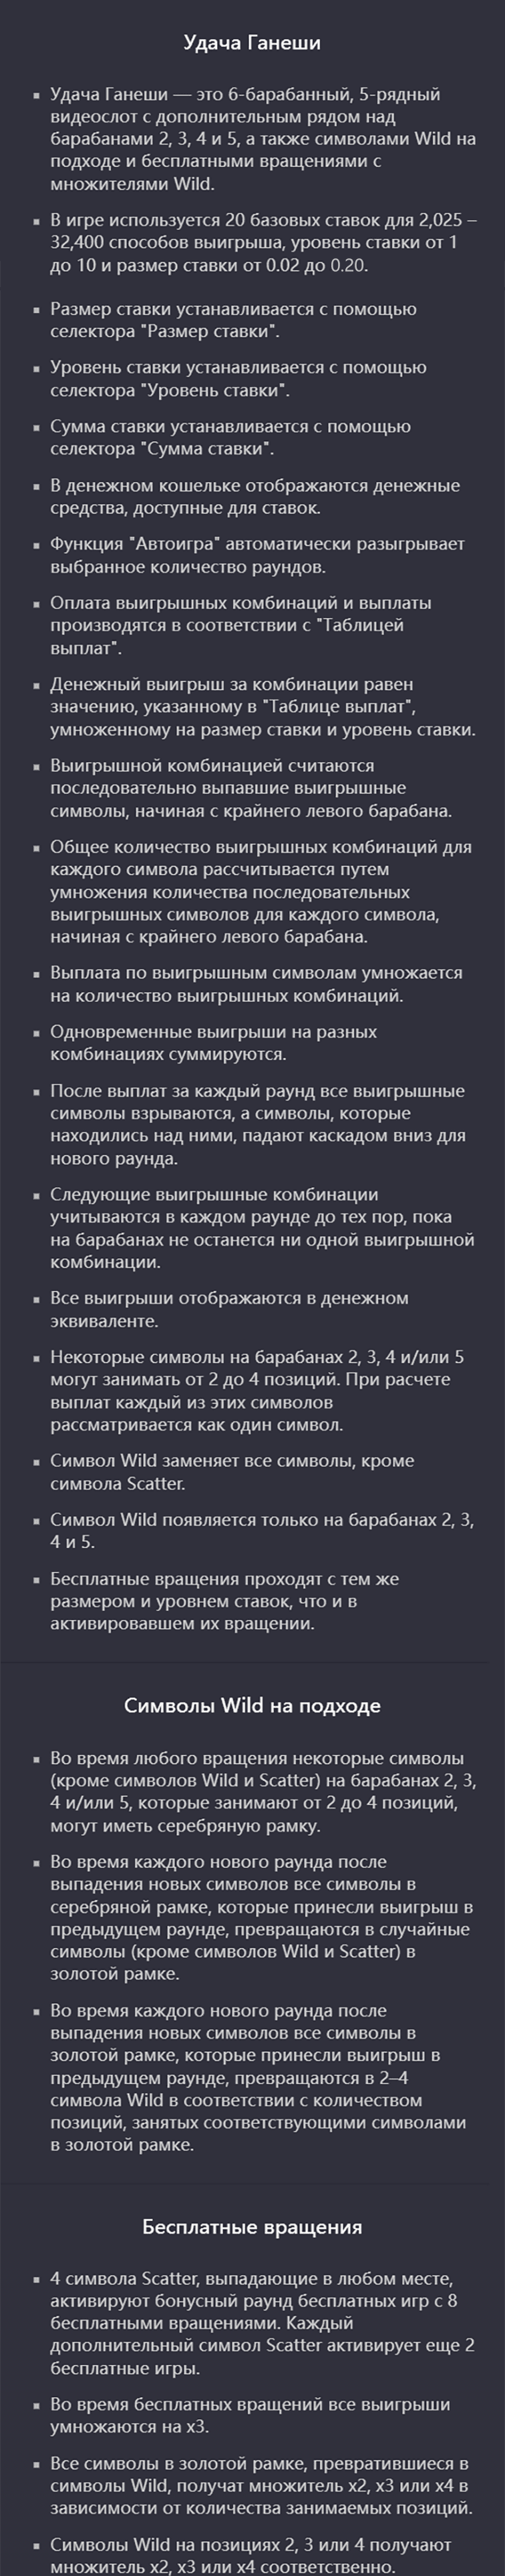 Удача Ганеши
▪ Удача Ганеши — это 6-барабанный, 5-рядный
видеослот с дополнительным рядом над
барабанами 2, 3, 4 и 5, а также символами Wild на
подходе и бесплатными вращениями с
множителями Wild.
▪ В игре используется 20 базовых ставок для 2,025 –
32,400 способов выигрыша, уровень ставки от 1
до 10 и размер ставки от 0.02 до 0.20.
▪ Размер ставки устанавливается с помощью
селектора "Размер ставки".
▪ Уровень ставки устанавливается с помощью
селектора "Уровень ставки".
▪ Сумма ставки устанавливается с помощью
селектора "Сумма ставки".
▪ В денежном кошельке отображаются денежные
средства, доступные для ставок.
▪ Функция "Автоигра" автоматически разыгрывает
выбранное количество раундов.
▪ Оплата выигрышных комбинаций и выплаты
производятся в соответствии с "Таблицей
выплат".
▪ Денежный выигрыш за комбинации равен
значению, указанному в "Таблице выплат",
умноженному на размер ставки и уровень ставки.
▪ Выигрышной комбинацией считаются
последовательно выпавшие выигрышные
символы, начиная с крайнего левого барабана.
▪ Общее количество выигрышных комбинаций для
каждого символа рассчитывается путем
умножения количества последовательных
выигрышных символов для каждого символа,
начиная с крайнего левого барабана.
▪ Выплата по выигрышным символам умножается
на количество выигрышных комбинаций.
▪ Одновременные выигрыши на разных
комбинациях суммируются.
▪ После выплат за каждый раунд все выигрышные
символы взрываются, а символы, которые
находились над ними, падают каскадом вниз для
нового раунда.
▪ Следующие выигрышные комбинации
учитываются в каждом раунде до тех пор, пока
на барабанах не останется ни одной выигрышной
комбинации.
▪ Все выигрыши отображаются в денежном
эквиваленте.
▪ Некоторые символы на барабанах 2, 3, 4 и/или 5
могут занимать от 2 до 4 позиций. При расчете
выплат каждый из этих символов
рассматривается как один символ.
▪ Символ Wild заменяет все символы, кроме
символа Scatter.
▪ Символ Wild появляется только на барабанах 2, 3,
4 и 5.
▪ Бесплатные вращения проходят с тем же
размером и уровнем ставок, что и в
активировавшем их вращении.
Символы Wild на подходе
▪ Во время любого вращения некоторые символы
(кроме символов Wild и Scatter) на барабанах 2, 3,
4 и/или 5, которые занимают от 2 до 4 позиций,
могут иметь серебряную рамку.
▪ Во время каждого нового раунда после
выпадения новых символов все символы в
серебряной рамке, которые принесли выигрыш в
предыдущем раунде, превращаются в случайные
символы (кроме символов Wild и Scatter) в
золотой рамке.
▪ Во время каждого нового раунда после
выпадения новых символов все символы в
золотой рамке, которые принесли выигрыш в
предыдущем раунде, превращаются в 2–4
символа Wild в соответствии с количеством
позиций, занятых соответствующими символами
в золотой рамке.
Бесплатные вращения
▪ 4 символа Scatter, выпадающие в любом месте,
активируют бонусный раунд бесплатных игр с 8
бесплатными вращениями. Каждый
дополнительный символ Scatter активирует еще 2
бесплатные игры.
▪ Во время бесплатных вращений все выигрыши
умножаются на x3.
▪ Все символы в золотой рамке, превратившиеся в
символы Wild, получат множитель x2, x3 или x4 в
зависимости от количества занимаемых позиций.
▪ Символы Wild на позициях 2, 3 или 4 получают
множитель x2, x3 или x4 соответственно.